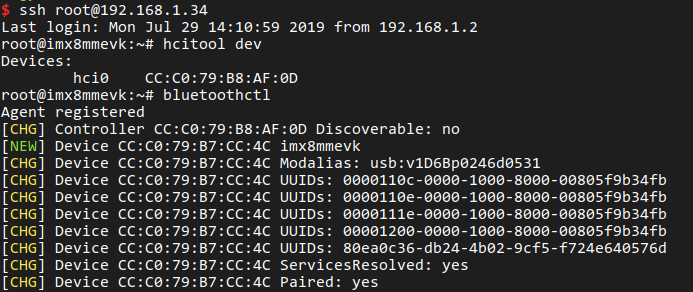 $ ssh root@192.168.1.34
Last login: Mon Jul 29 14:10:59 2019 from 192.168.1.2
root@imx8mmevk:~# hcitool dev
Devices:
hci0 CC:C0:79:B8:AF:0D
root@imx8mmevk:~# bluetoothctl
Agent registered
[CHG] Controller CC:C0:79:B8:AF:0D Discoverable: no
[NEW] Device CC:C0:79:B7:CC:4C imx8mmevk
[CHG] Device CC:C0:79:B7:CC:4C Modalias: usb:v1D6Bp0246d0531
[CHG] Device CC:C0:79:B7:CC:4C UUIDs: 0000110c-0000-1000-8000-00805f9b34fb
[CHG] Device CC:C0:79:B7:CC:4C UUIDs: 0000110e-0000-1000-8000-00805f9b34fb
[CHG] Device CC:C0:79:B7:CC:4C UUIDs: 0000111e-0000-1000-8000-00805f9b34fb
[CHG] Device CC:C0:79:B7:CC:4C UUIDs: 00001200-0000-1000-8000-00805f9b34fb
[CHG] Device CC:C0:79:B7:CC:4C UUIDs: 80ea0c36-db24-4b02-9cf5-f724e640576d
[CHG] Device CC:C0:79:B7:CC:4C ServicesResolved: yes
[CHG] Device CC:C0:79:B7:CC:4C Paired: yes